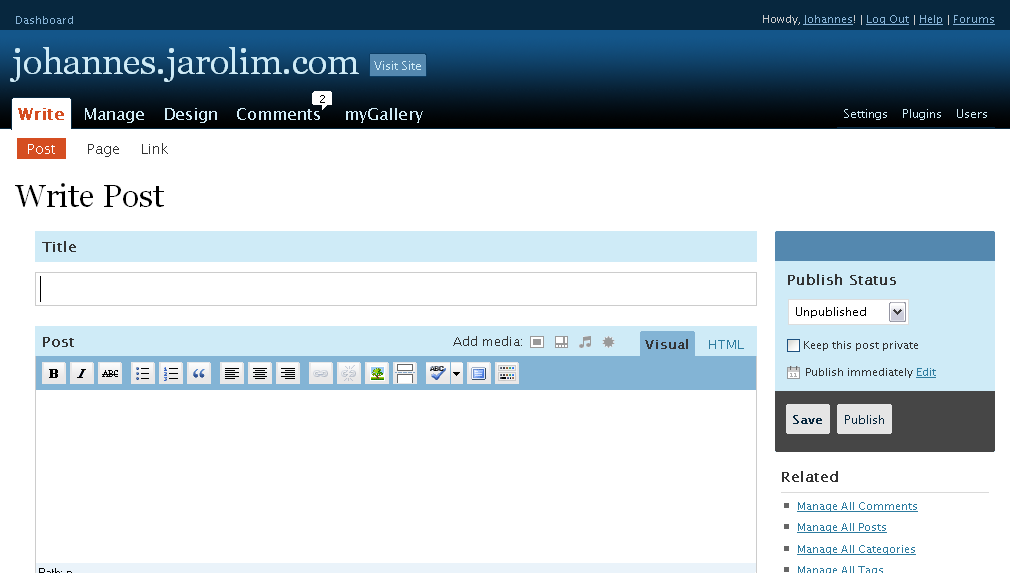 Dashboard
Howdy, Johannes! | Log Out | Help | Forums
johannes.jarolim.com
Visit Site
2
Write Manage Design Comments myGallery
Settings Plugins Users
Post Page Link
Write Post
Title
Post
Add media:
Visual HTML
B I ABC
ABC
Path: p
Publish Status
Unpublished
Keep this post private
11 Publish immediately Edit
Save Publish
Related
Manage All Comments
Manage All Posts
Manage All Categories
Manage All Tags